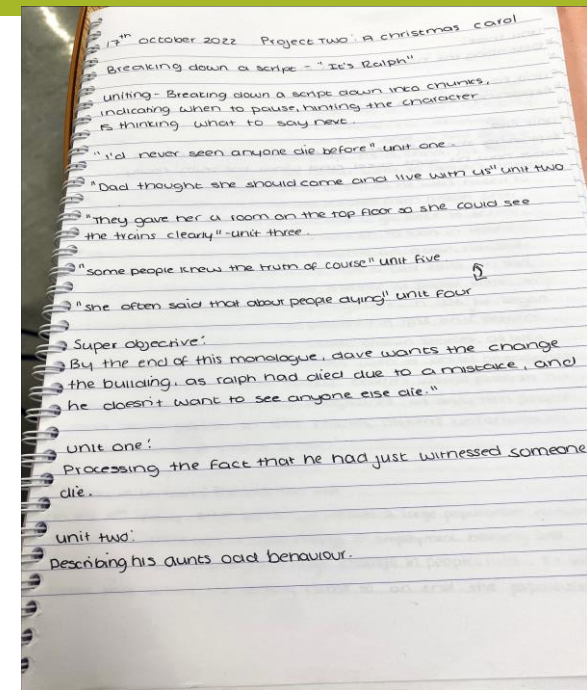 17th october 2022 Project Two: A christmas carol
Breaking down a script - "It's Ralph"
uniting - Breaking down a script down into chunks,
indicating when to pause, hinting the character
is thinking what to say next.
"I'd never seen anyone die before" unit one.
"Dad thought she should come and live with us" unit two
"They gave her a room on the top floor so she could see
the trains clearly" - unit three.
"some people knew the truth of course" unit five
"she often said that about people dying" unit four
Super objective:
By the end of this monologue, dave wants the change
the building, as ralph had died due to a mistake, and
he doesn't want to see anyone else die."
unit one:
Processing the fact that he had just witnessed someone
die.
unit two:
Describing his aunts odd behaviour.